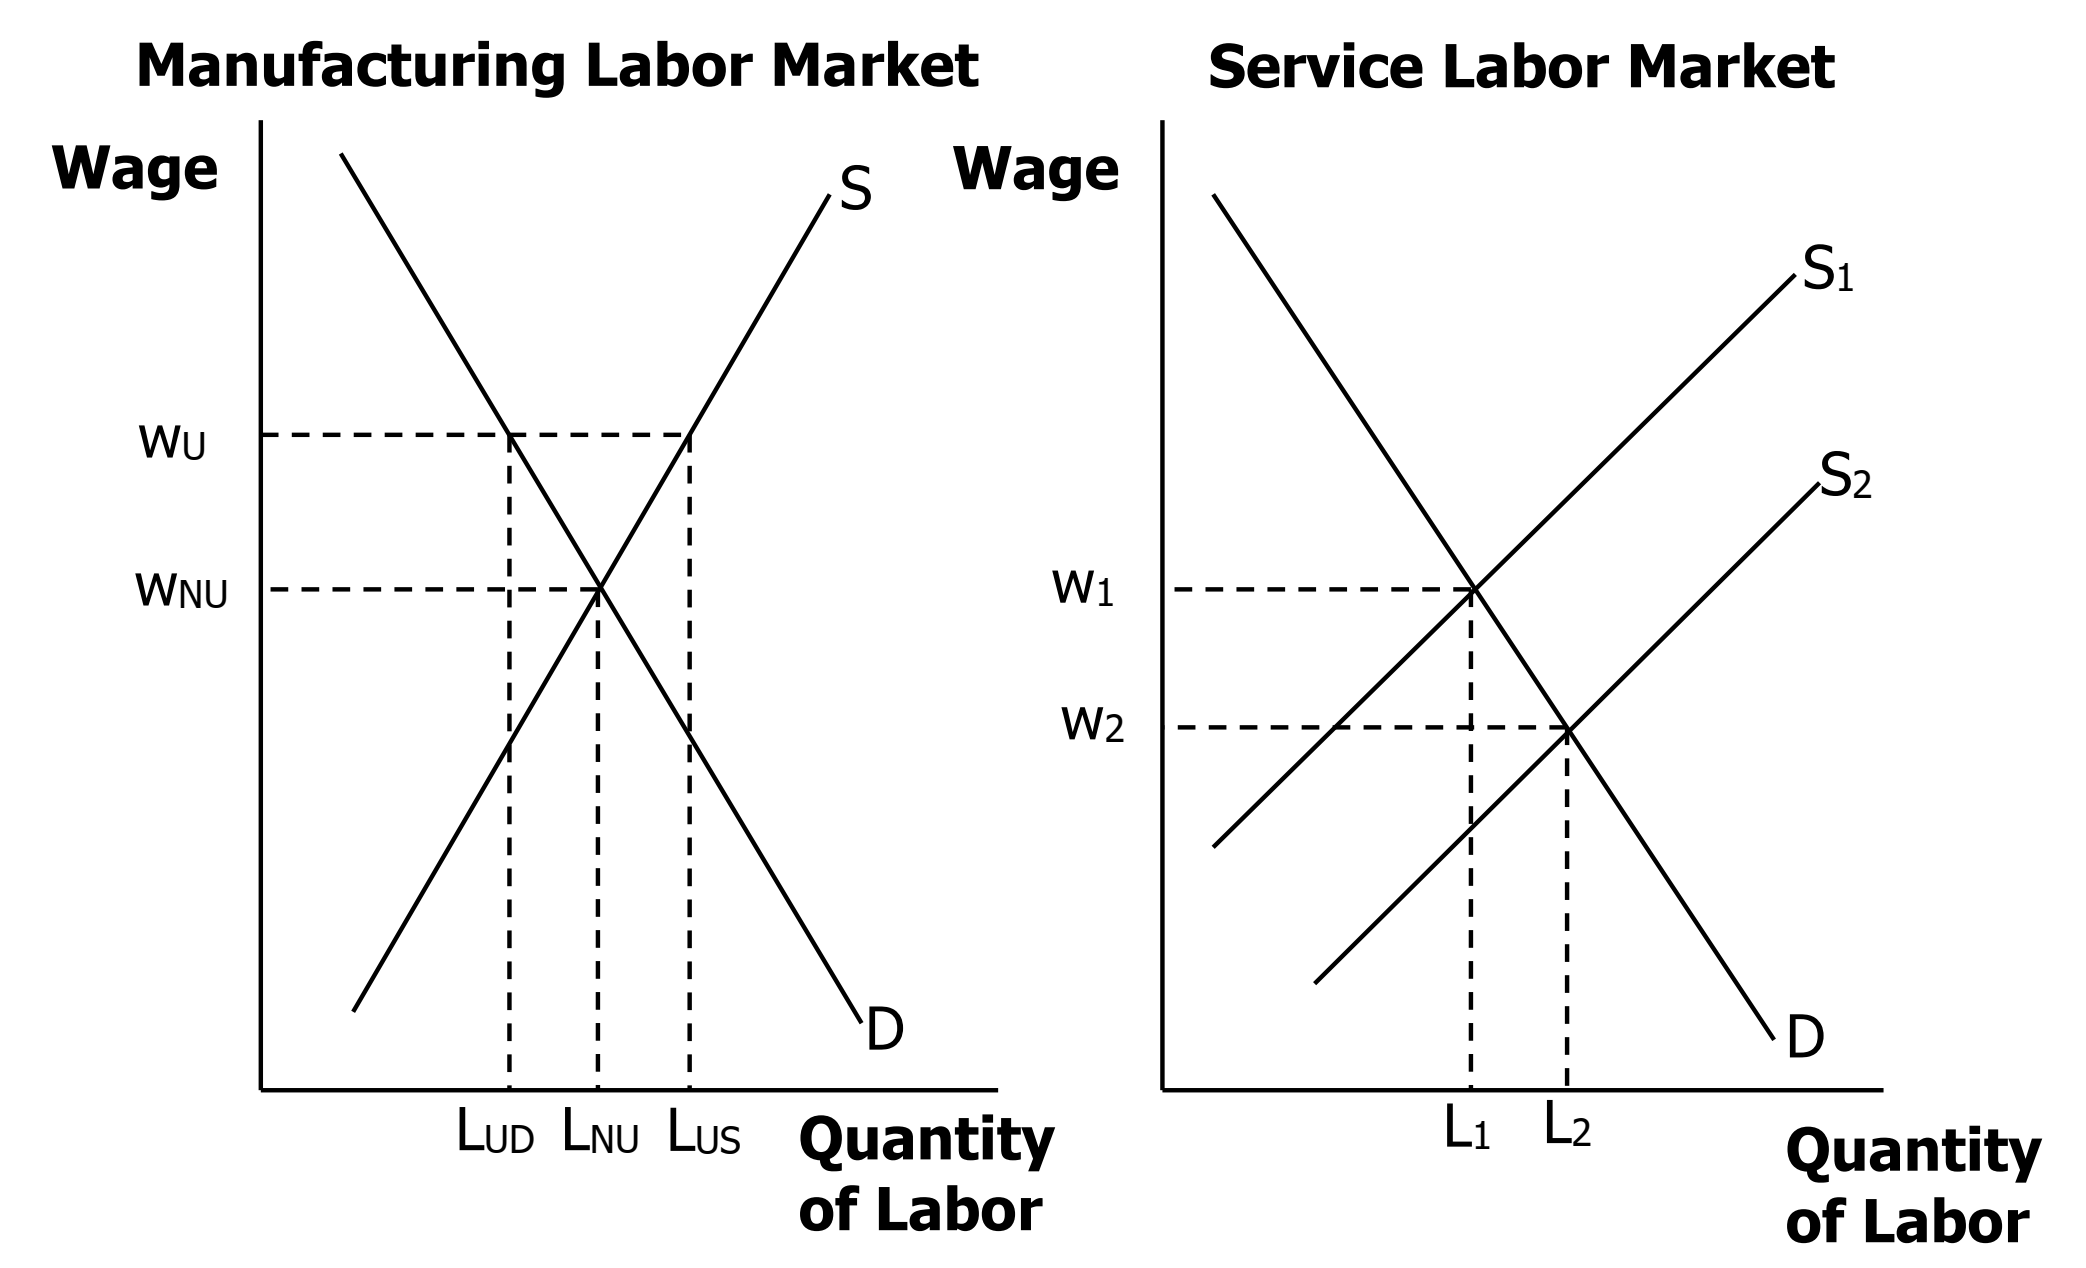 Manufacturing Labor Market
Wage
S
WU
WNU
D
LUD LNU LUS
Quantity
of Labor
Service Labor Market
Wage
S1
S2
W1
W2
D
L1 L2
Quantity
of Labor